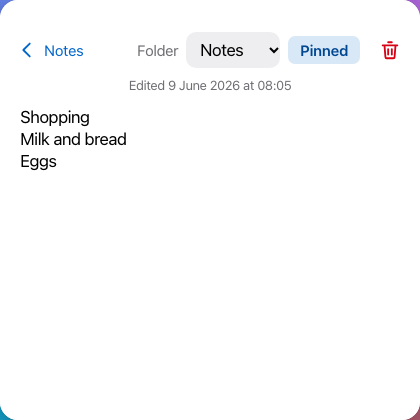 Notes Folder Notes Pinned
Edited 9 June 2026 at 08:05
Shopping
Milk and bread
Eggs